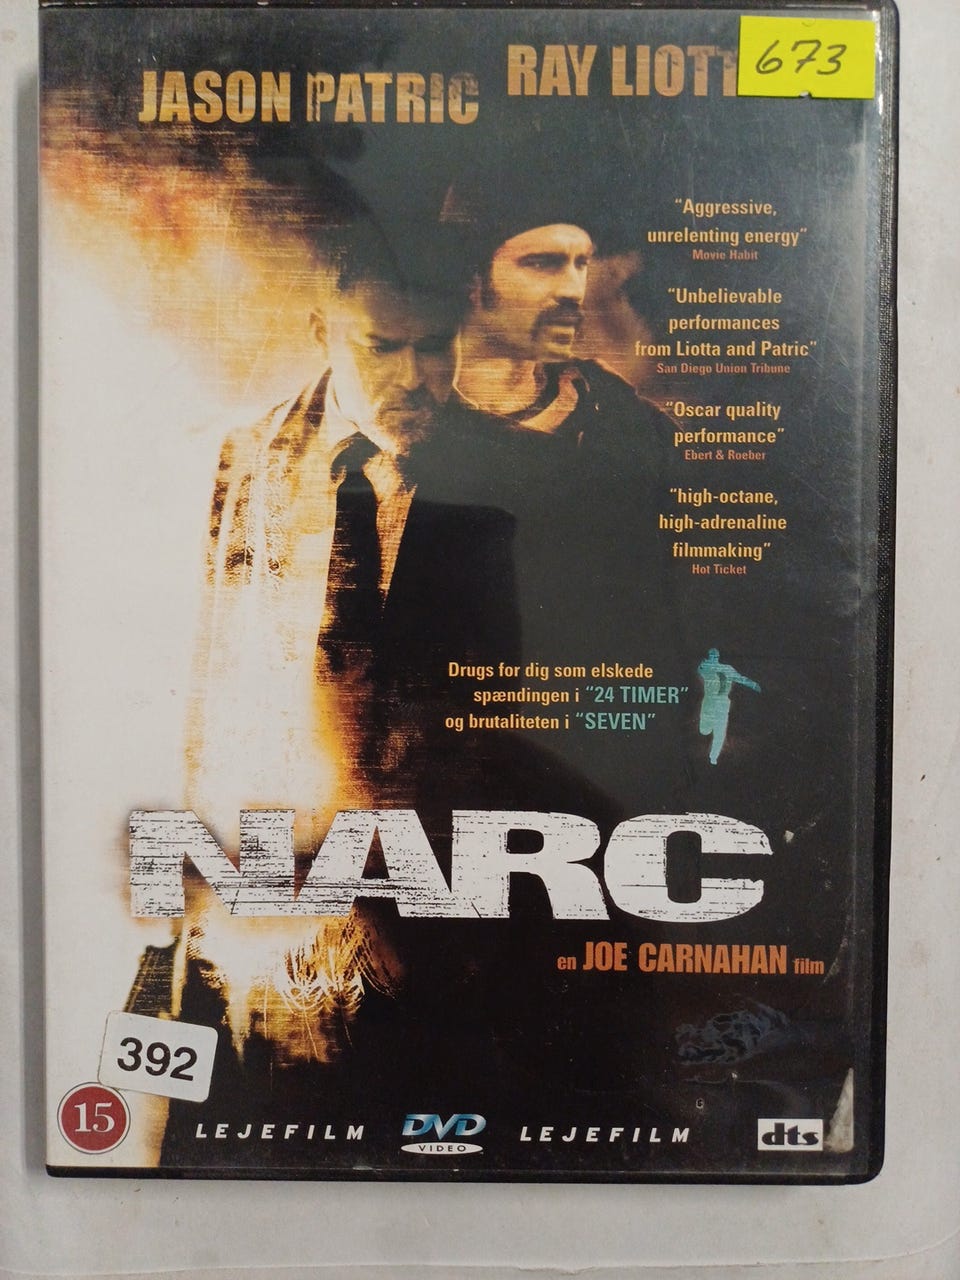 JASON PATRIC
RAY LIOTT
673
"Aggressive,
unrelenting energy"
Movie Habit
"Unbelievable
performances
from Liotta and Patric"
San Diego Union Tribune
"Oscar quality
performance"
Ebert & Roeber
"high-octane,
high-adrenaline
filmmaking"
Hot Ticket
Drugs for dig som elskede
spændingen i "24 TIMER"
og brutaliteten i "SEVEN"
NARC
en JOE CARNAHAN film
392
15
LEJEFILM
DVD
VIDEO
LEJEFILM
dts